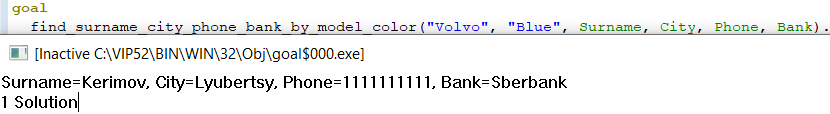 goal
find_surname_city_phone_bank_by_model_color("Volvo", "Blue", Surname, City, Phone, Bank).
[Inactive C:\VIP52\BIN\WIN\32\Obj\goal$000.exe]
Surname=Kerimov, City=Lyubertsy, Phone=1111111111, Bank=Sberbank
1 Solution